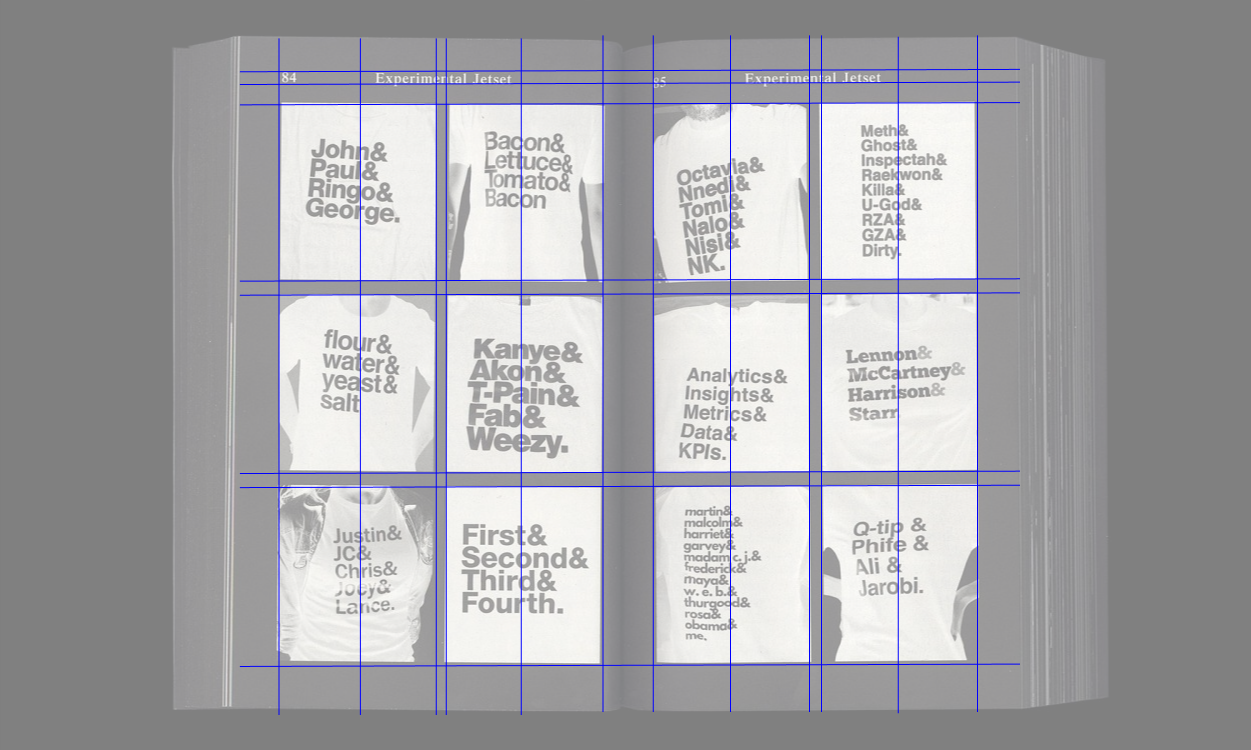 84
Experimental Jetset
85
Experimental Jetset
John&
Paul&
Ringo&
George.
Bacon&
Lettuce&
Tomato&
Bacon
Octavia&
Nnedi&
Tomi&
Nalo&
Nisi&
NK.
Meth&
Ghost&
Inspectah&
Raekwon&
Killa&
U-God&
RZA&
GZA&
Dirty.
flour&
water&
yeast&
salt
Kanye&
Akon&
T-Pain&
Fab&
Weezy.
Analytics&
Insights&
Metrics&
Data&
KPIs.
Lennon&
McCartney&
Harrison&
Starr
Justin&
JC&
Chris&
Joey&
Lance.
First&
Second&
Third&
Fourth.
martin&
malcolm&
harriet&
garvey&
madam c. j.&
frederick&
maya&
w. e. b.&
thurgood&
rosa&
obama&
me.
Q-tip &
Phife &
Ali &
Jarobi.